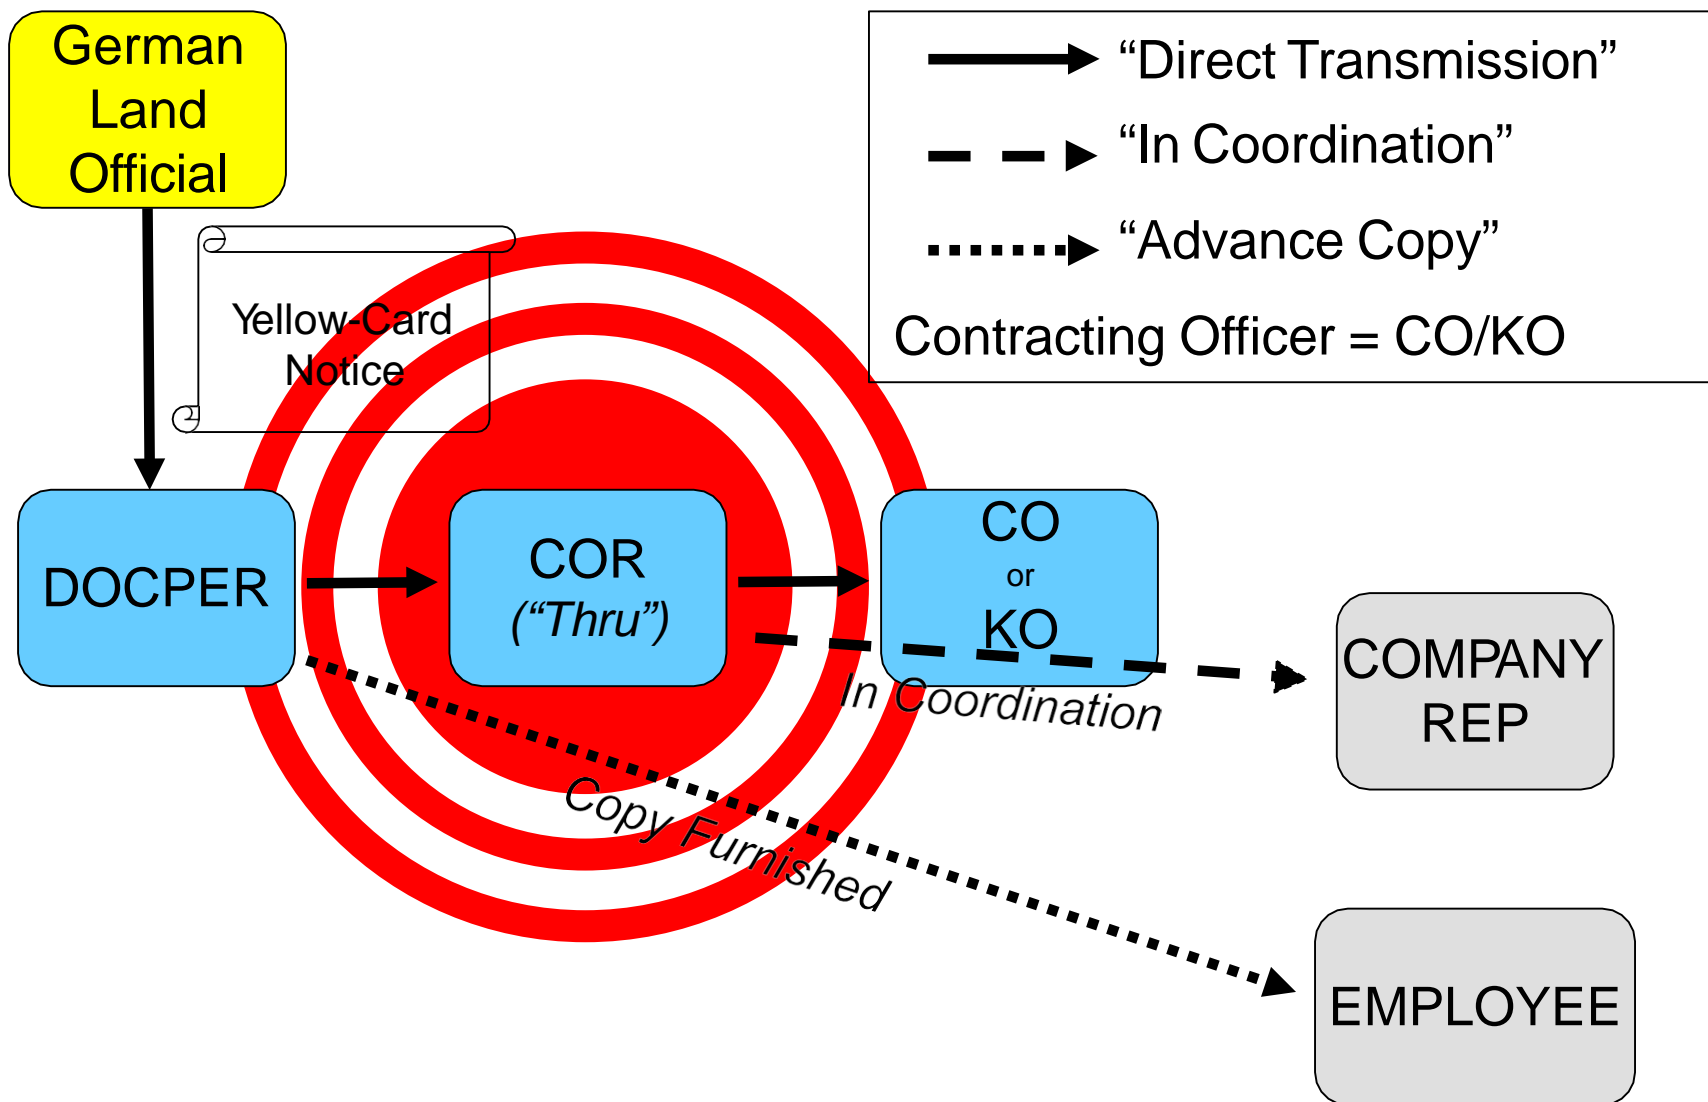 German
Land
Official
“Direct Transmission”
“In Coordination”
“Advance Copy”
Contracting Officer = CO/KO
Yellow-Card
Notice
DOCPER
COR
(“Thru”)
CO
or
KO
In Coordination
COMPANY
REP
Copy Furnished
EMPLOYEE